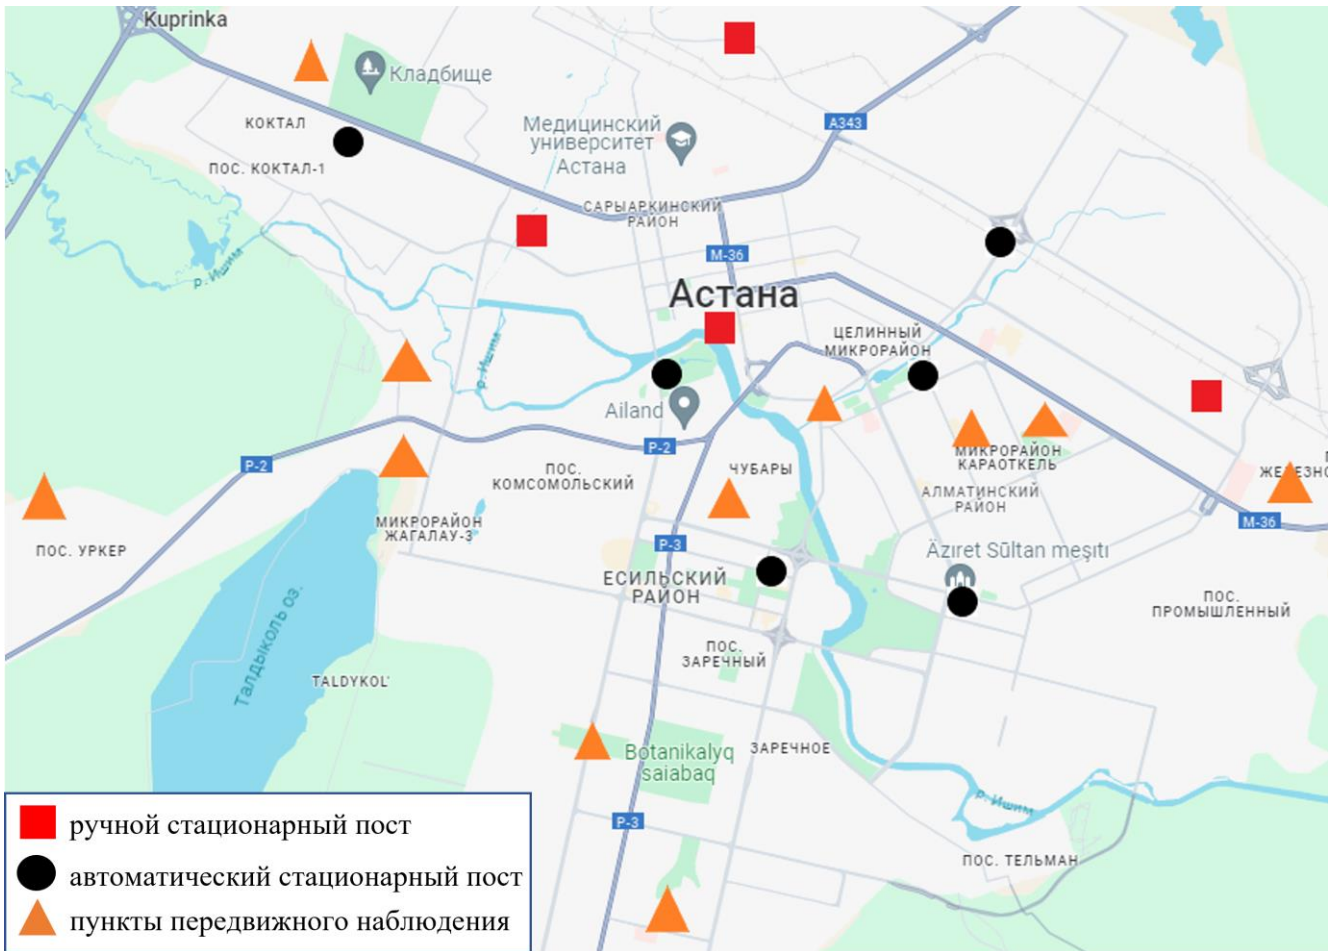 Kuprinka
Кладбище
КОКТАЛ
A343
Медицинский
университет
Астана
ПОС. КОКТАЛ-1
САРЫАРКИНСКИЙ
РАЙОН
р. Ишим
M-36
Астана
ЦЕЛИННЫЙ
МИКРОРАЙОН
р. Ишим
Ailand
P-2
P-2
ПОС.
КОМСОМОЛЬСКИЙ
ЧУБАРЫ
МИКРОРАЙОН
КАРАОТКЕЛЬ
АЛМАТИНСКИЙ
РАЙОН
M-36
МИКРОРАЙОН
ЖАГАЛАУ-3
ПОС. УРКЕР
P-3
Äziret Sūltan meşıtı
ЕСИЛЬСКИЙ
РАЙОН
ПОС.
ПРОМЫШЛЕННЫЙ
Талдыколь оз.
ПОС.
ЗАРЕЧНЫЙ
TALDYKOL'
Botanikalyq
saiabaq
ЗАРЕЧНОЕ
р. Ишим
P-3
ПОС. ТЕЛЬМАН
ручной стационарный пост
автоматический стационарный пост
пункты передвижного наблюдения